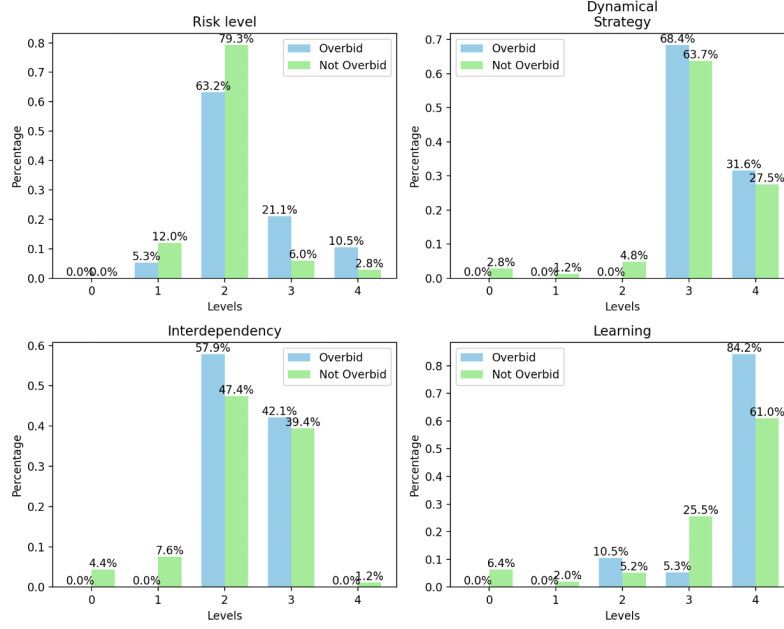 Risk level
0.8
0.7
0.6
0.5
0.4
0.3
0.2
0.1
0.0
Percentage
Overbid
Not Overbid
0.0%
0.0%
5.3%
12.0%
63.2%
79.3%
21.1%
6.0%
10.5%
2.8%
0 1 2 3 4
Levels
Dynamical
Strategy
0.7
0.6
0.5
0.4
0.3
0.2
0.1
0.0
Percentage
Overbid
Not Overbid
0.0%
2.8%
0.0%
1.2%
0.0%
4.8%
68.4%
63.7%
31.6%
27.5%
0 1 2 3 4
Levels
Interdependency
0.6
0.5
0.4
0.3
0.2
0.1
0.0
Percentage
Overbid
Not Overbid
0.0%
4.4%
0.0%
7.6%
57.9%
47.4%
42.1%
39.4%
0.0%
1.2%
0 1 2 3 4
Levels
Learning
0.8
0.7
0.6
0.5
0.4
0.3
0.2
0.1
0.0
Percentage
Overbid
Not Overbid
0.0%
6.4%
0.0%
2.0%
10.5%
5.2%
5.3%
25.5%
84.2%
61.0%
0 1 2 3 4
Levels